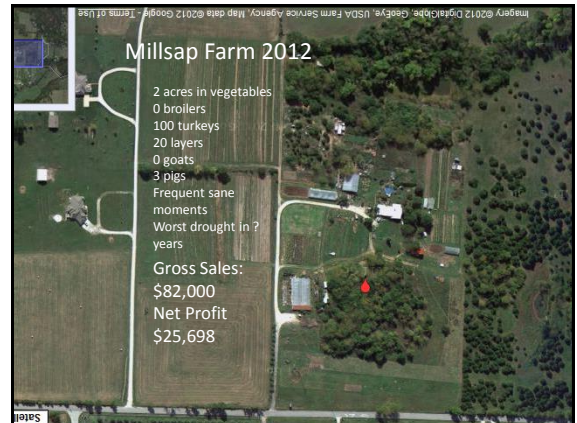 Imagery ©2012 DigitalGlobe, GeoEye, USDA Farm Service Agency, Map data ©2012 Google - Terms of Use
Millsap Farm 2012
2 acres in vegetables
0 broilers
100 turkeys
20 layers
0 goats
3 pigs
Frequent sane
moments
Worst drought in ?
years
Gross Sales:
$82,000
Net Profit
$25,698
Satell